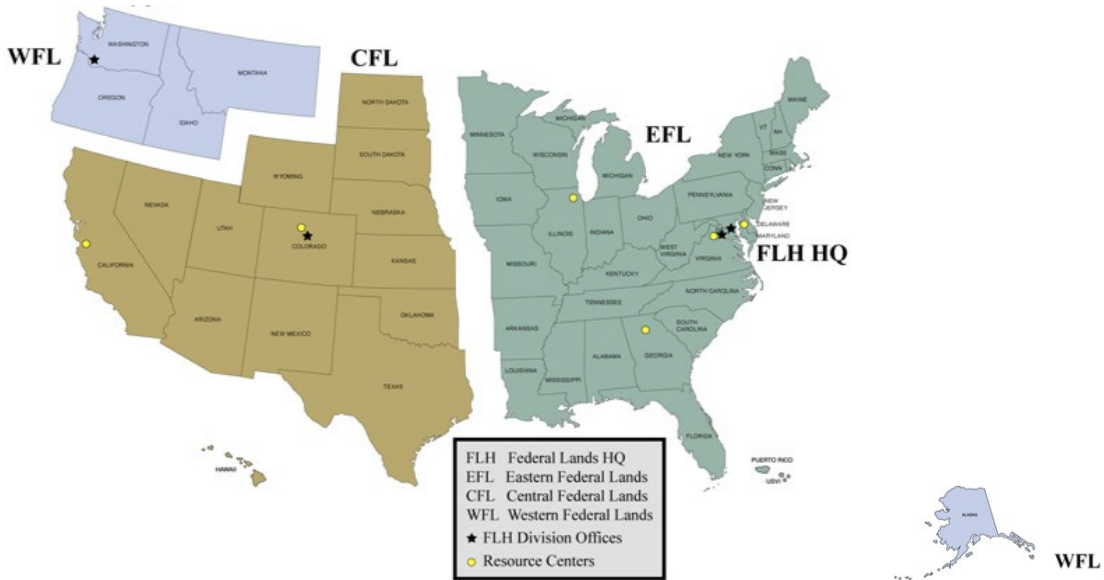 WFL
WASHINGTON
MONTANA
OREGON
IDAHO
CFL
NORTH DAKOTA
SOUTH DAKOTA
WYOMING
NEBRASKA
NEVADA
UTAH
COLORADO
KANSAS
CALIFORNIA
ARIZONA
NEW MEXICO
OKLAHOMA
TEXAS
HAWAII
EFL
MINNESOTA
MICHIGAN
WISCONSIN
MICHIGAN
IOWA
ILLINOIS
INDIANA
OHIO
MISSOURI
KENTUCKY
WEST
VIRGINIA
VIRGINIA
PENNSYLVANIA
NEW YORK
VT
NH
MAINE
MASS
CONN
NEW
JERSEY
DELAWARE
MARYLAND
FLH HQ
NORTH CAROLINA
TENNESSEE
SOUTH
CAROLINA
ARKANSAS
LOUISIANA
MISSISSIPPI
ALABAMA
GEORGIA
FLORIDA
PUERTO RICO
USVI
FLH Federal Lands HQ
EFL Eastern Federal Lands
CFL Central Federal Lands
WFL Western Federal Lands
FLH Division Offices
Resource Centers
ALASKA
WFL